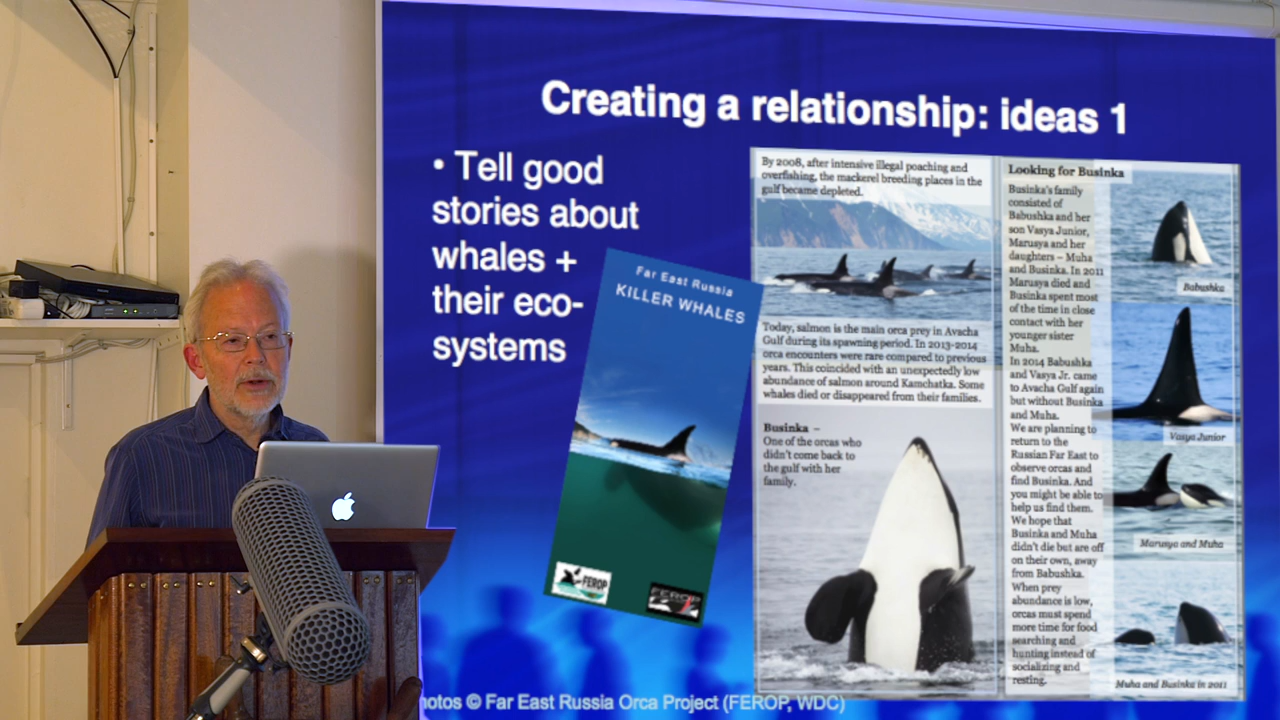 Creating a relationship: ideas 1
• Tell good
stories about
whales +
their eco-
systems
Far East Russia
KILLER WHALES
FEROP
FEROP
By 2008, after intensive illegal poaching and
overfishing, the mackerel breeding places in the
gulf became depleted.
Today, salmon is the main orca prey in Avacha
Gulf during its spawning period. In 2013-2014
orca encounters were rare compared to previous
years. This coincided with an unexpectedly low
abundance of salmon around Kamchatka. Some
whales died or disappeared from their families.
Businka –
One of the orcas who
didn't come back to
the gulf with her
family.
Looking for Businka
Businka's family
consisted of
Babushka and her
son Vasya Junior,
Marusya and her
daughters – Muha
and Businka. In 2011
Marusya died and
Businka spent most
of the time in close
contact with her
younger sister
Muha.
In 2014 Babushka
and Vasya Jr. came
to Avacha Gulf again
but without Businka
and Muha.
We are planning to
return to the
Russian Far East to
observe orcas and
find Businka. And
you might be able to
help us find them.
We hope that
Businka and Muha
didn't die but are off
on their own, away
from Babushka.
When prey
abundance is low,
orcas must spend
more time for food
searching and
hunting instead of
socializing and
resting.
Babushka
Vasya Junior
Marusya and Muha
Muha and Businka in 2011
hotos © Far East Russia Orca Project (FEROP, WDC)